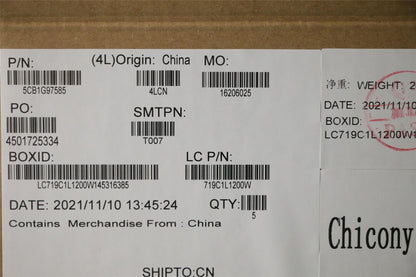 P/N:
(4L)Origin: China
MO:
5CB1G97585
4LCN
16206025
PO:
SMTPN:
4501725334
T007
BOXID:
LC P/N:
LC719C1L1200W145316385
719C1L1200W
DATE: 2021/11/10 13:45:24
QTY:
5
Contains Merchandise From : China
SHIPTO:CN
净重: WEIGHT: 2
DATE: 2021/11/10
BOXID:
LC719C1L1200W
Chicony